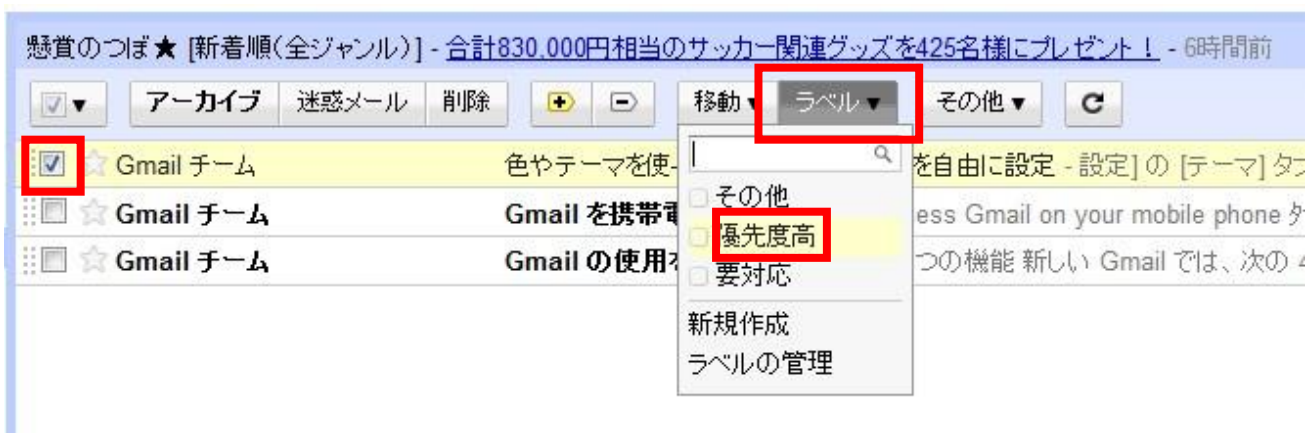 懸賞のつぼ★ [新着順(全ジャンル)] - 合計830,000円相当のサッカー関連グッズを425名様にプレゼント！ - 6時間前
アーカイブ 迷惑メール 削除 移動 ラベル その他
Gmail チーム 色やテーマを使 を自由に設定 - 設定] の [テーマ] タブ
Gmail チーム Gmail を携帯電 ess Gmail on your mobile phone
Gmail チーム Gmail の使用 つの機能 新しい Gmail では、次の 4
その他
優先度高
要対応
新規作成
ラベルの管理